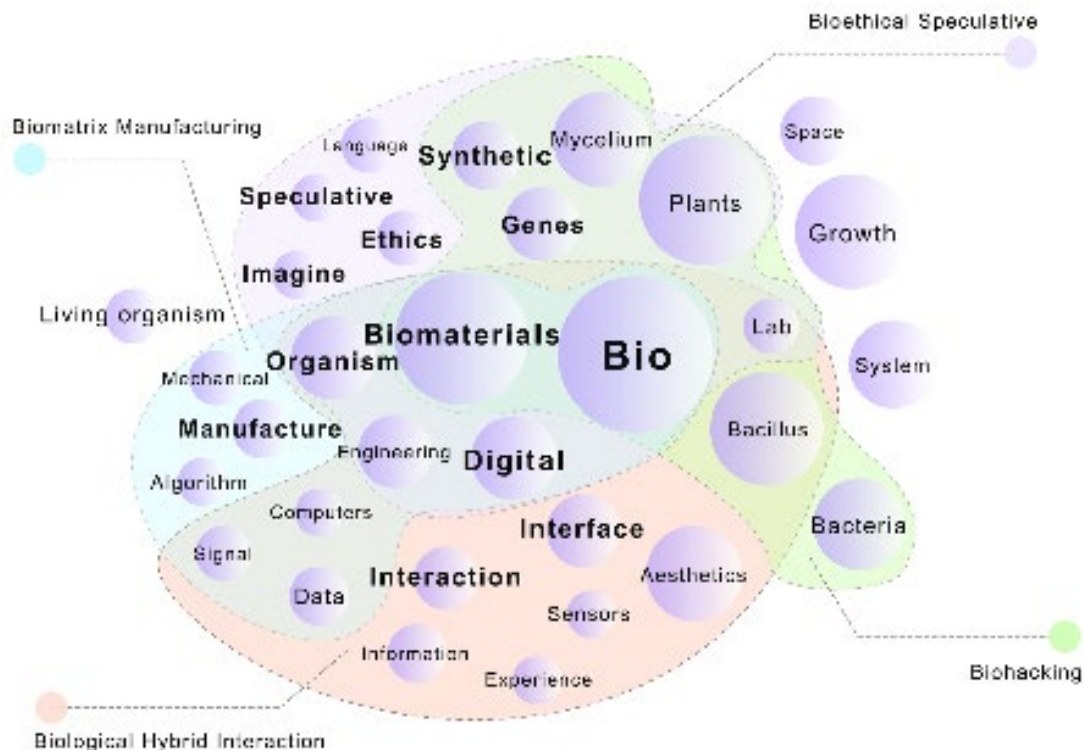 Bioethical Speculative
Biomatrix Manufacturing
Language
Synthetic
Mycolium
Space
Speculative
Plants
Ethics
Genes
Growth
Imagine
Living organism
Biomaterials
Bio
Lab
Organism
Mechanical
System
Manufacture
Engineering
Digital
Bacillus
Algorithm
Computers
Signal
Interface
Bacteria
Interaction
Aesthetics
Data
Sensors
Information
Experience
Biohacking
Biological Hybrid Interaction